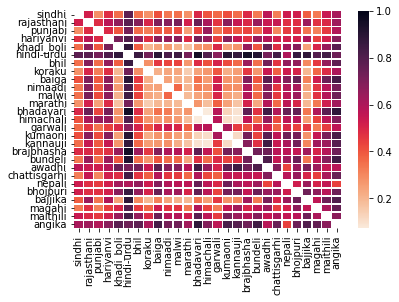 sindhi
rajasthani
punjabi
hariyanvi
khadi_boli
hindi-urdu
bhil
koraku
baiga
nimaadi
malwi
marathi
bhadavari
himachali
garwali
kumaoni
kannauji
brajbhasha
bundeli
awadhi
chattisgarhi
nepali
bhojpuri
bajjika
magahi
maithili
angika
sindhi
rajasthani
punjabi
hariyanvi
khadi_boli
hindi-urdu
bhil
koraku
baiga
nimaadi
malwi
marathi
bhadavari
himachali
garwali
kumaoni
kannauji
brajbhasha
bundeli
awadhi
chattisgarhi
nepali
bhojpuri
bajjika
magahi
maithili
angika
1.0
0.8
0.6
0.4
0.2